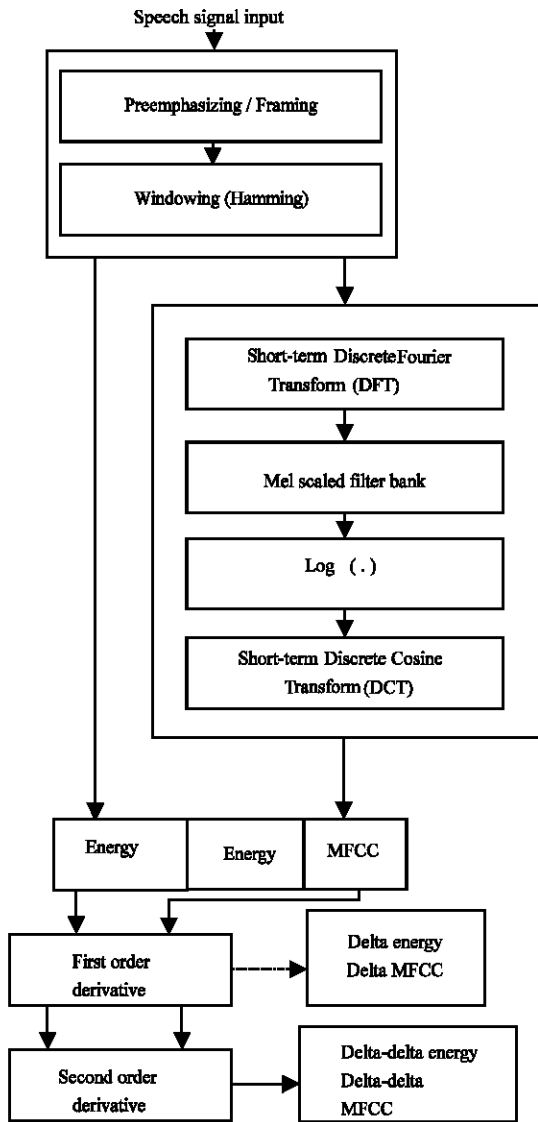 Speech signal input
Preemphasizing / Framing
Windowing (Hamming)
Short-term Discrete Fourier
Transform (DFT)
Mel scaled filter bank
Log (.)
Short-term Discrete Cosine
Transform (DCT)
Energy
Energy
MFCC
First order
derivative
Delta energy
Delta MFCC
Second order
derivative
Delta-delta energy
Delta-delta
MFCC